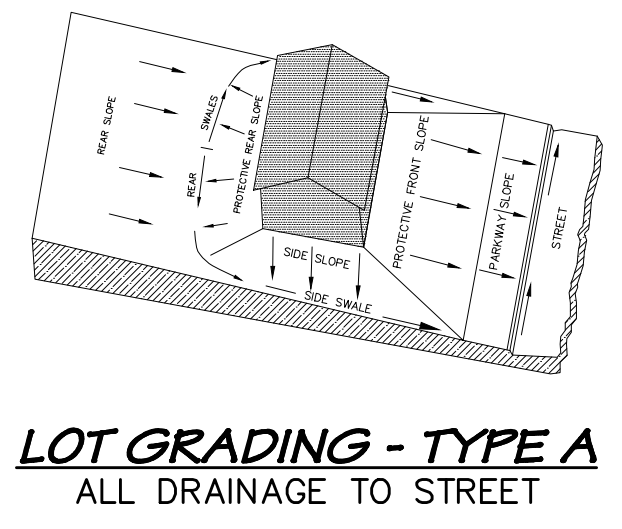 REAR SLOPE
SWALES
REAR
PROTECTIVE REAR SLOPE
SIDE SLOPE
SIDE SWALE
PROTECTIVE FRONT SLOPE
PARKWAY SLOPE
STREET
LOT GRADING - TYPE A
ALL DRAINAGE TO STREET